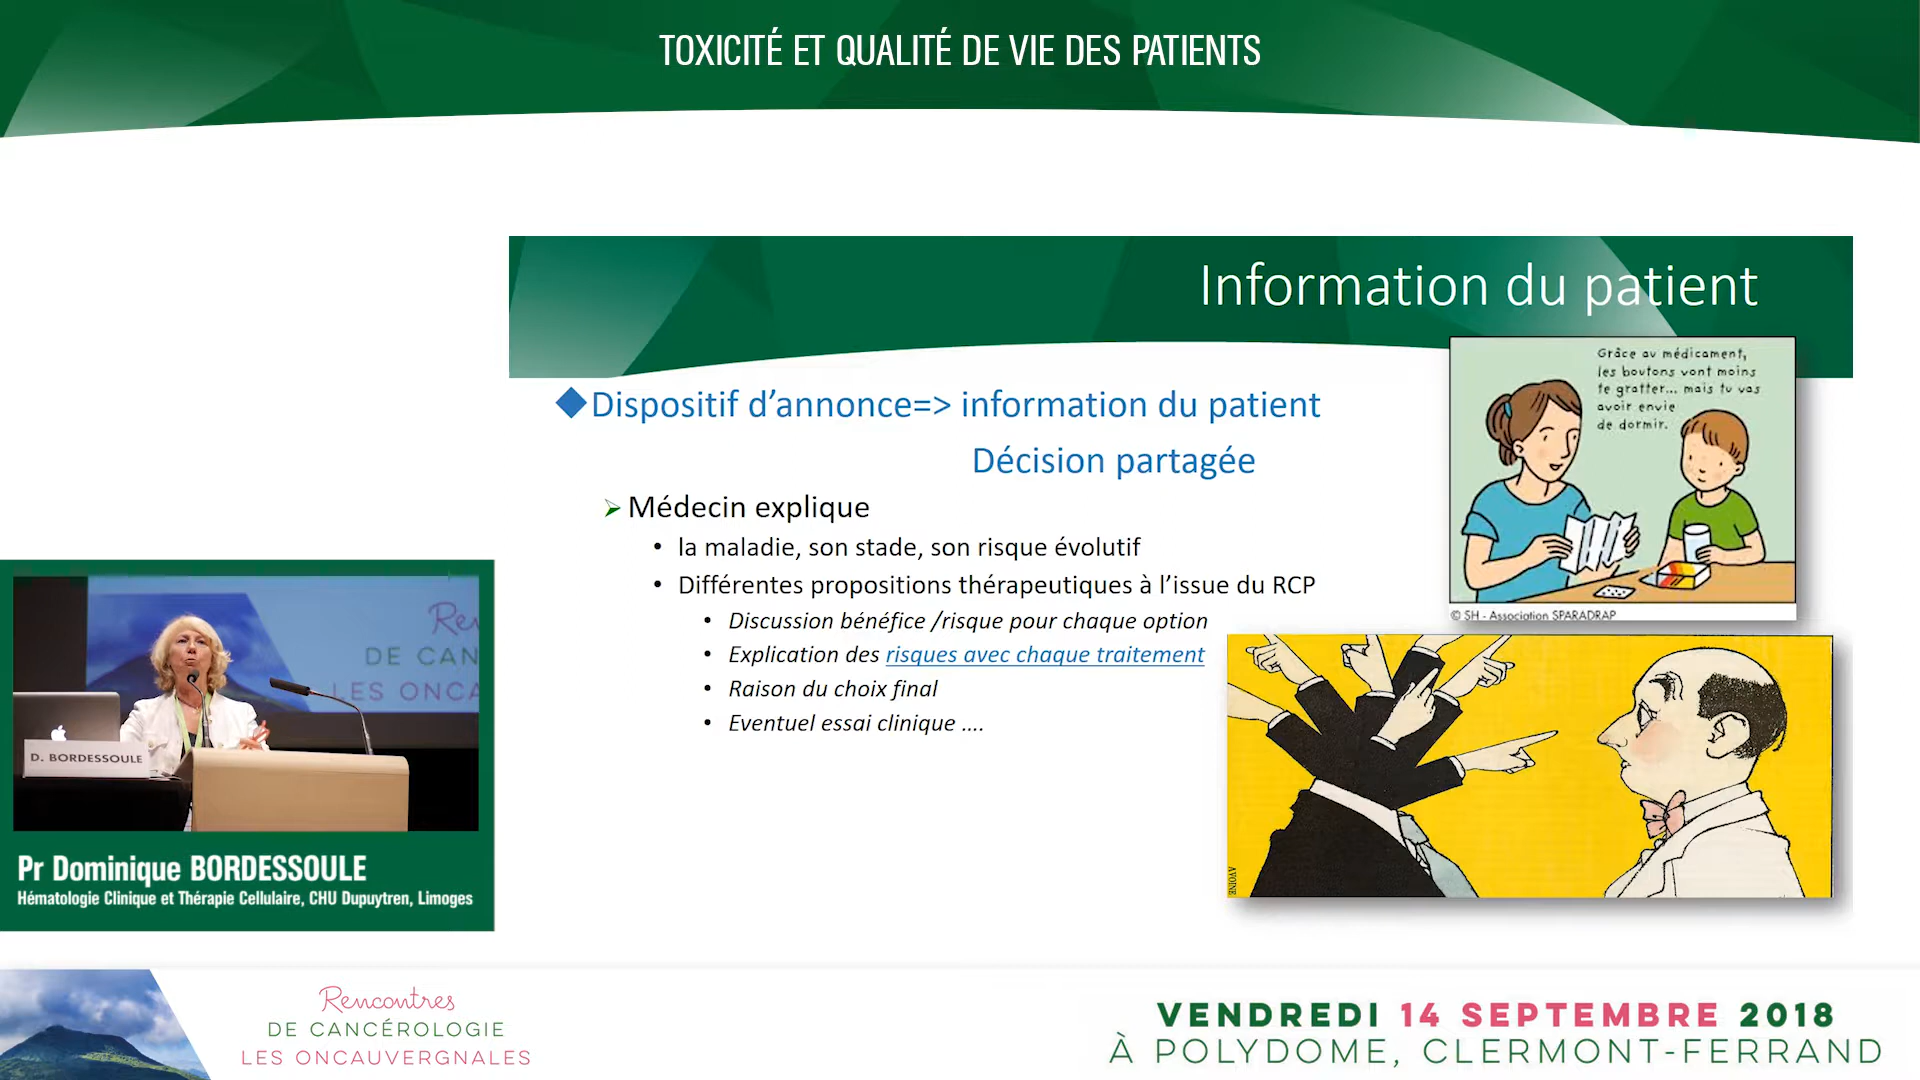 TOXICITÉ ET QUALITÉ DE VIE DES PATIENTS
Information du patient
Grâce au médicament,
les boutons vont moins
te gratter... mais tu vas
avoir envie
de dormir.
Dispositif d’annonce=> information du patient
Décision partagée
Médecin explique
la maladie, son stade, son risque évolutif
Différentes propositions thérapeutiques à l’issue du RCP
Discussion bénéfice /risque pour chaque option
Explication des risques avec chaque traitement
Raison du choix final
Eventuel essai clinique ....
© SH - Association SPARADRAP
AVOINE
Ren
DE CAN
LES ONCA
D. BORDESSOULE
Pr Dominique BORDESSOULE
Hématologie Clinique et Thérapie Cellulaire, CHU Dupuytren, Limoges
Rencontres
DE CANCÉROLOGIE
LES ONCAUVERGNALES
VENDREDI 14 SEPTEMBRE 2018
À POLYDOME, CLERMONT-FERRAND